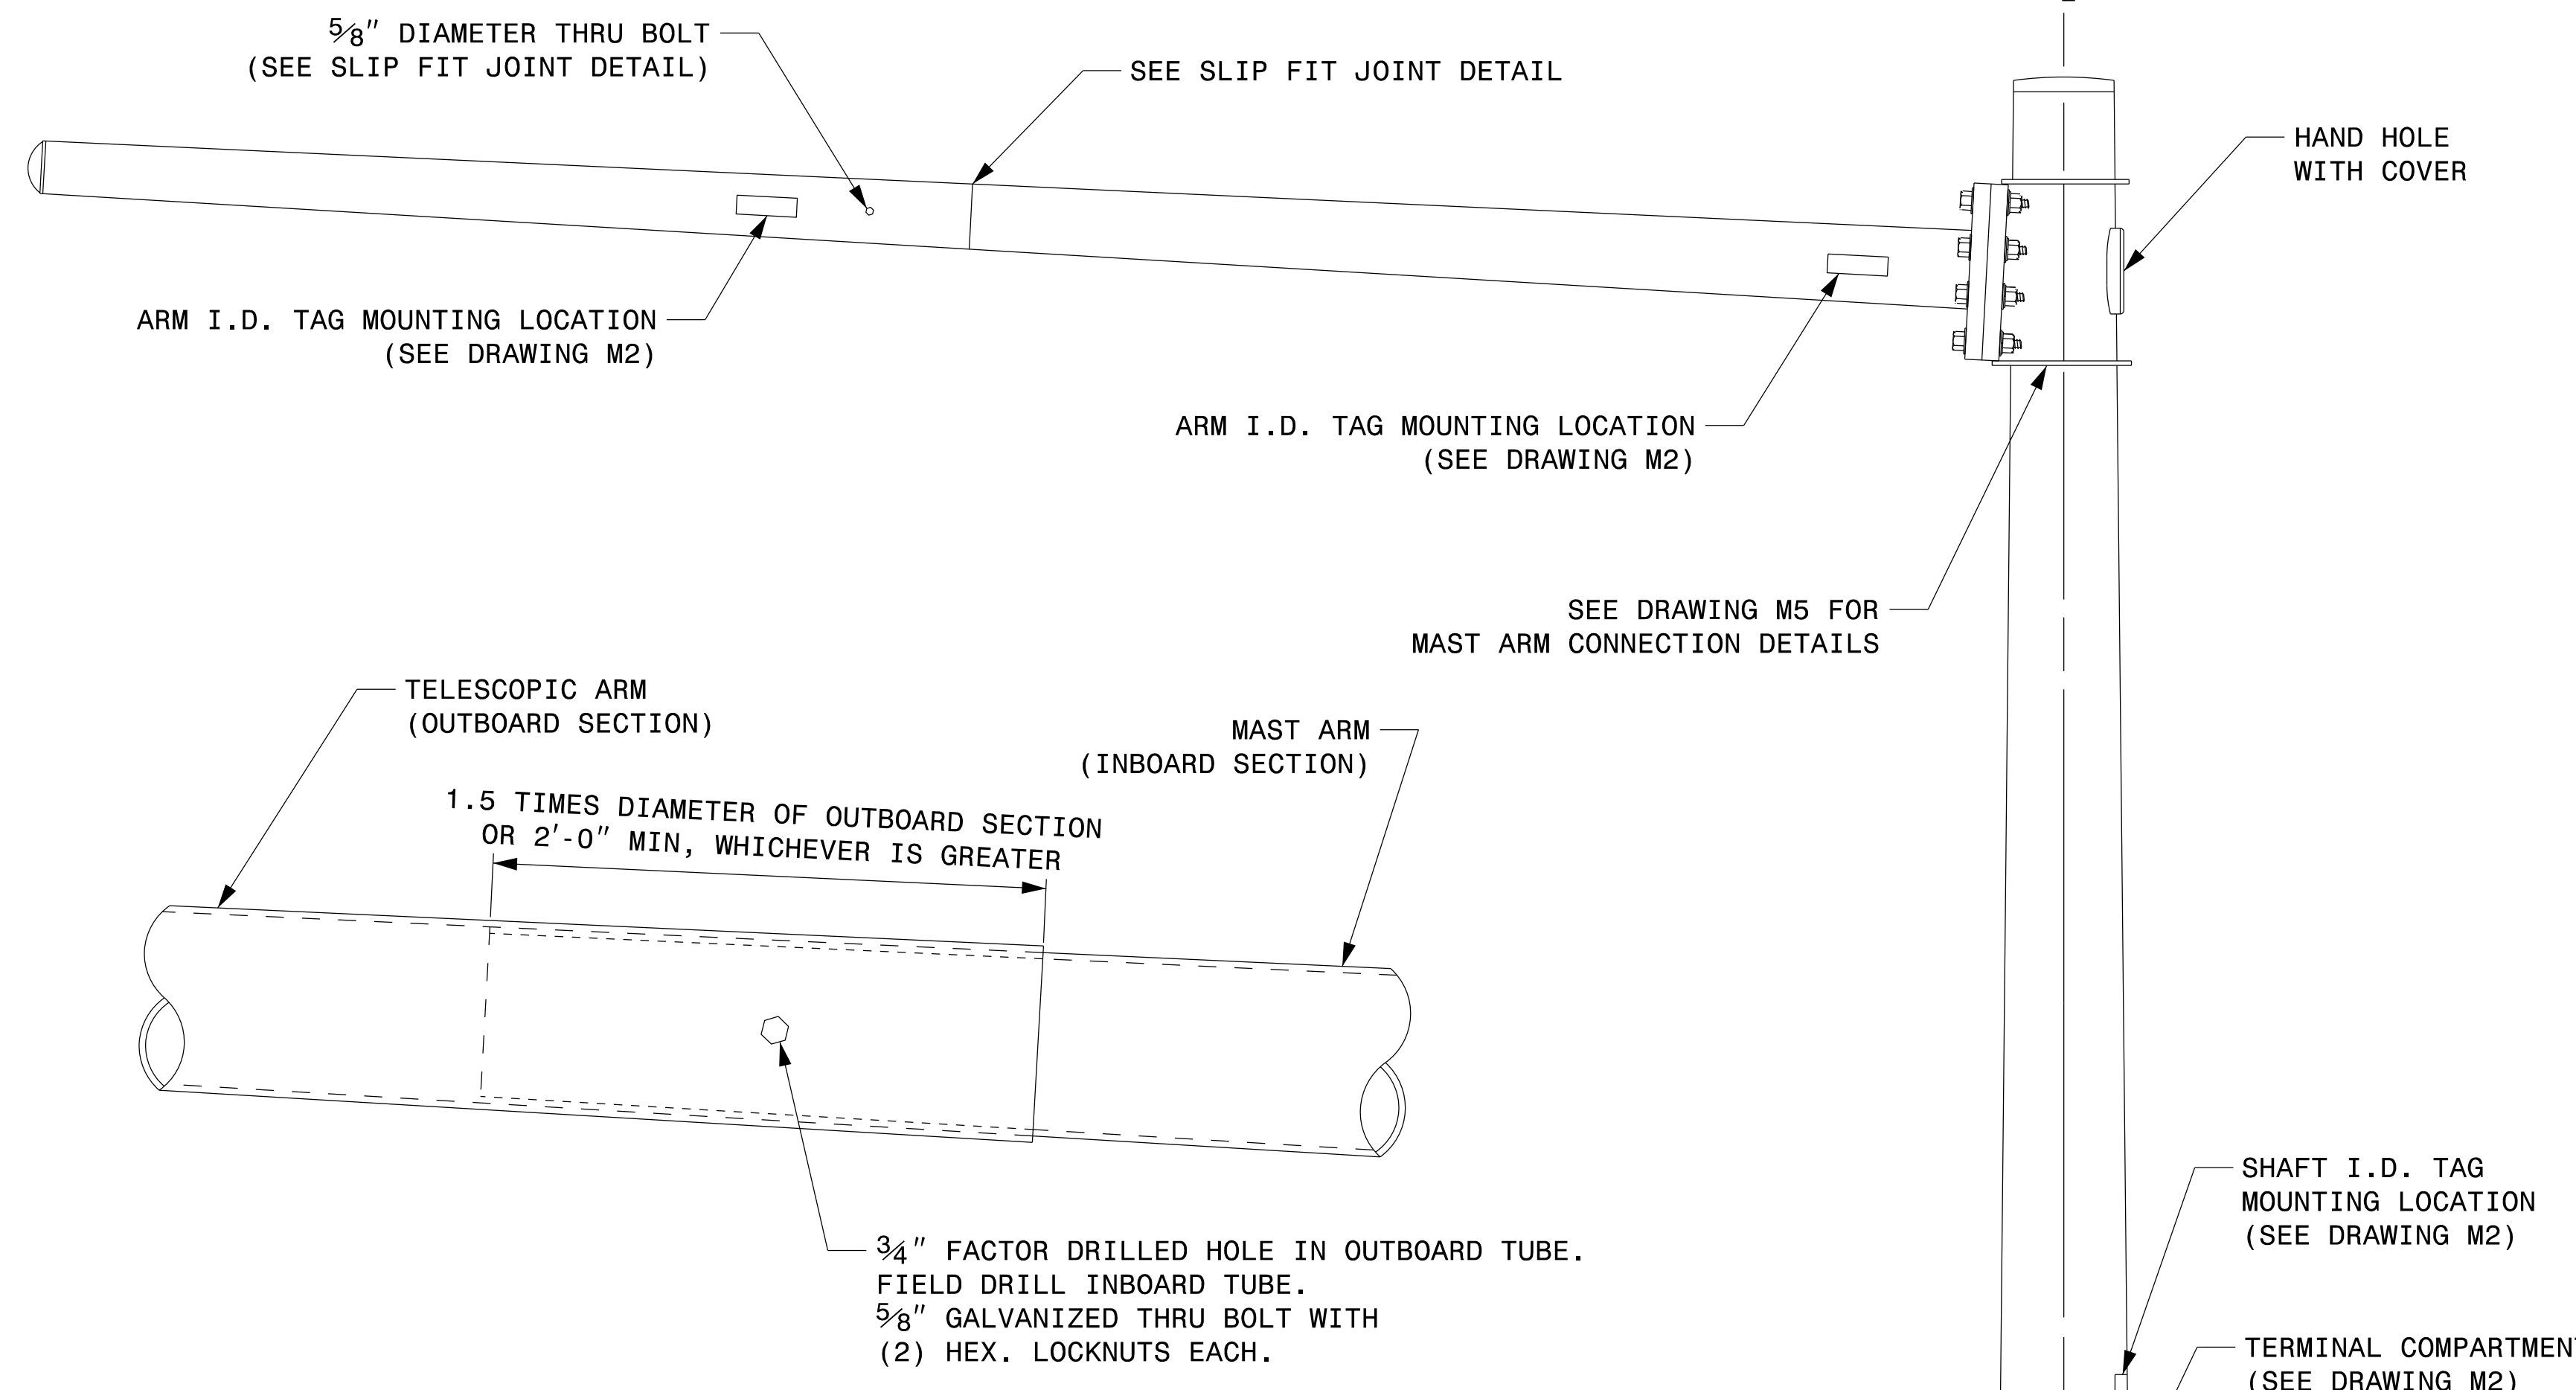 5/8" DIAMETER THRU BOLT
(SEE SLIP FIT JOINT DETAIL)
SEE SLIP FIT JOINT DETAIL
HAND HOLE
WITH COVER
ARM I.D. TAG MOUNTING LOCATION
(SEE DRAWING M2)
ARM I.D. TAG MOUNTING LOCATION
(SEE DRAWING M2)
SEE DRAWING M5 FOR
MAST ARM CONNECTION DETAILS
TELESCOPIC ARM
(OUTBOARD SECTION)
MAST ARM
(INBOARD SECTION)
1.5 TIMES DIAMETER OF OUTBOARD SECTION
OR 2'-0" MIN, WHICHEVER IS GREATER
3/4" FACTOR DRILLED HOLE IN OUTBOARD TUBE.
FIELD DRILL INBOARD TUBE.
5/8" GALVANIZED THRU BOLT WITH
(2) HEX. LOCKNUTS EACH.
SHAFT I.D. TAG
MOUNTING LOCATION
(SEE DRAWING M2)
TERMINAL COMPARTMENT
(SEE DRAWING M2)